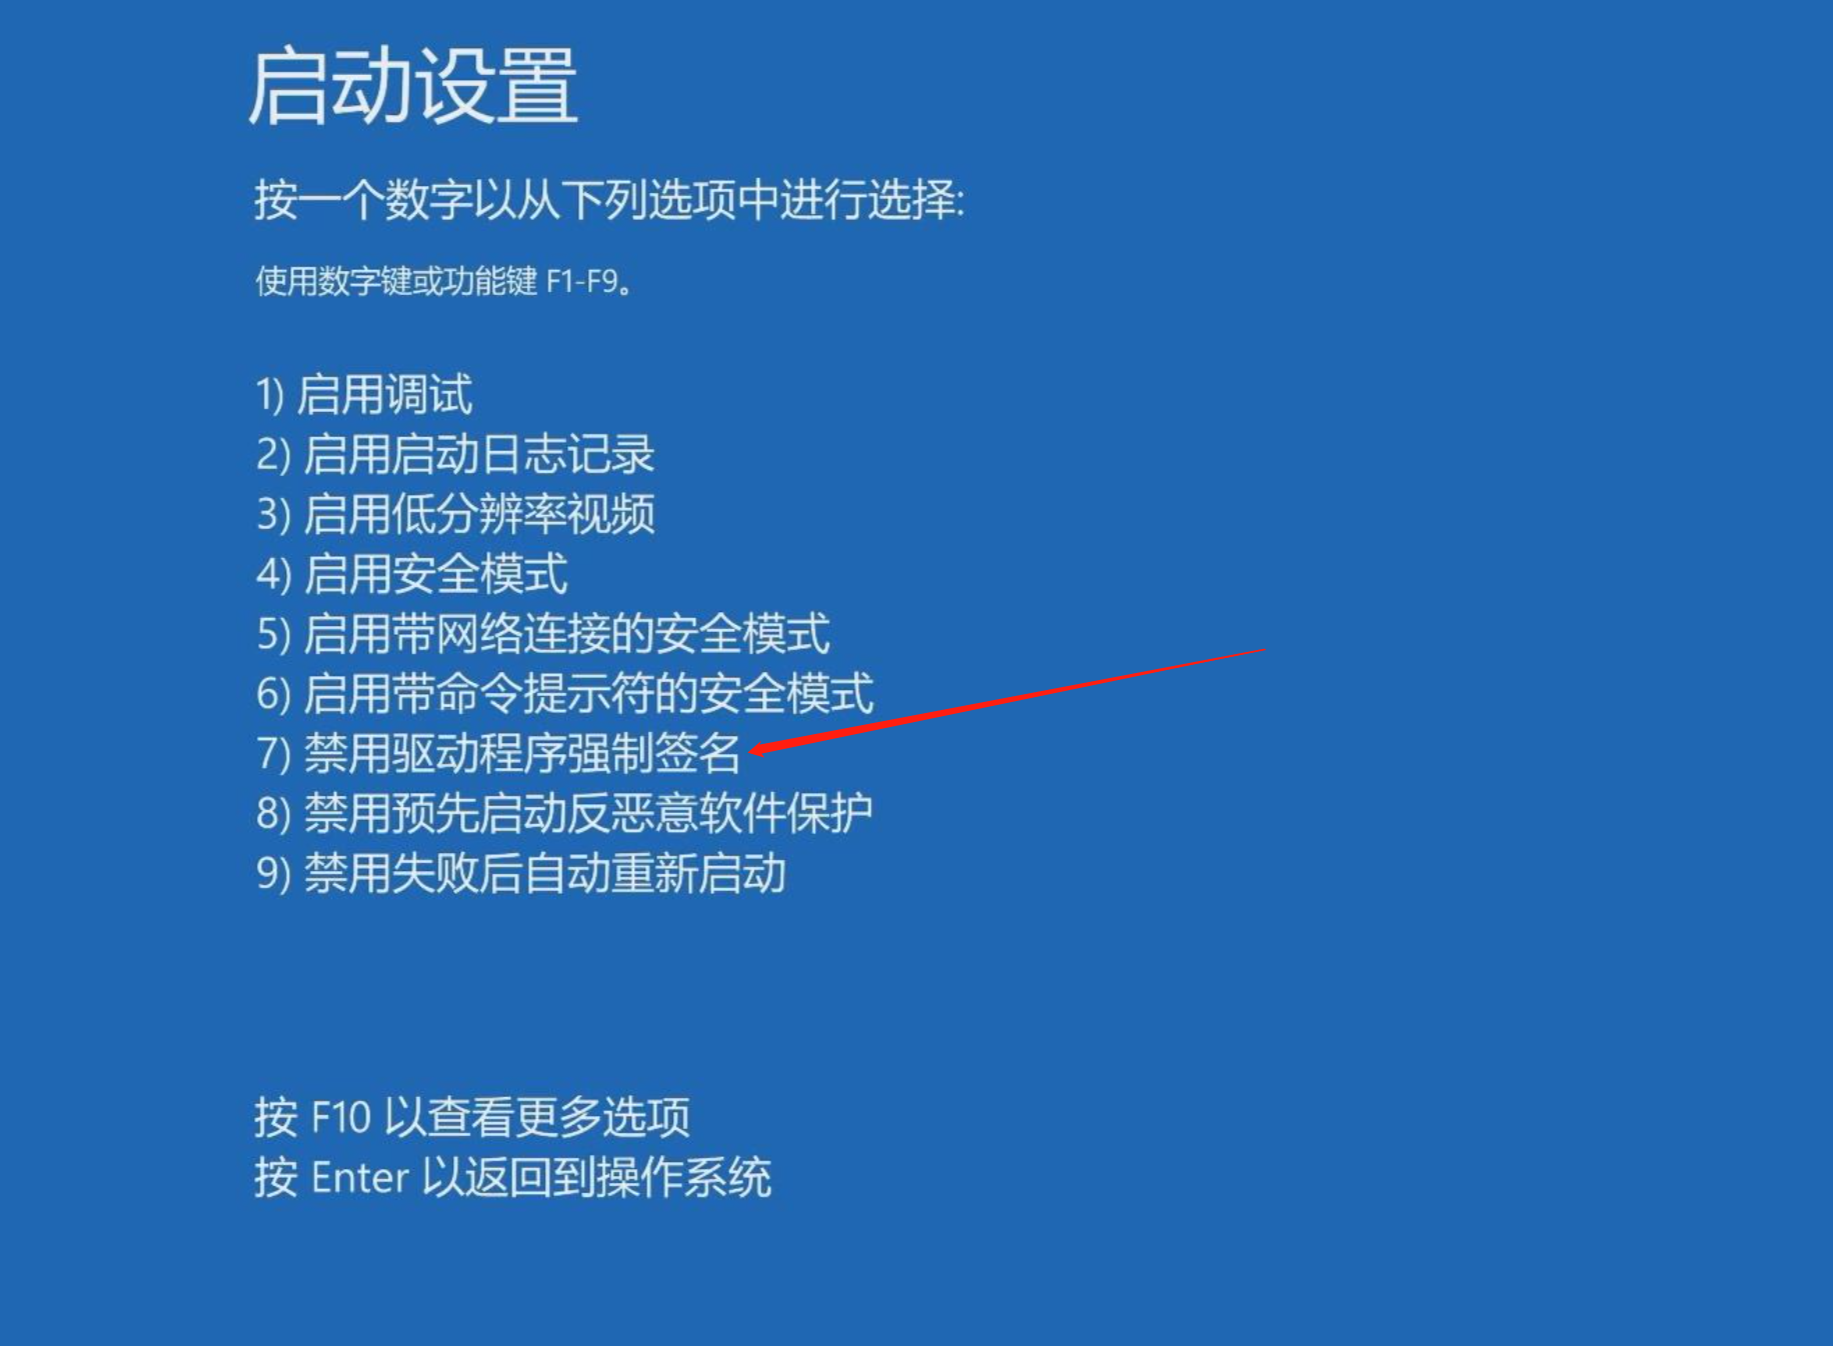 启动设置
按一个数字以从下列选项中进行选择:
使用数字键或功能键 F1-F9。
1) 启用调试
2) 启用启动日志记录
3) 启用低分辨率视频
4) 启用安全模式
5) 启用带网络连接的安全模式
6) 启用带命令提示符的安全模式
7) 禁用驱动程序强制签名
8) 禁用预先启动反恶意软件保护
9) 禁用失败后自动重新启动
按 F10 以查看更多选项
按 Enter 以返回到操作系统